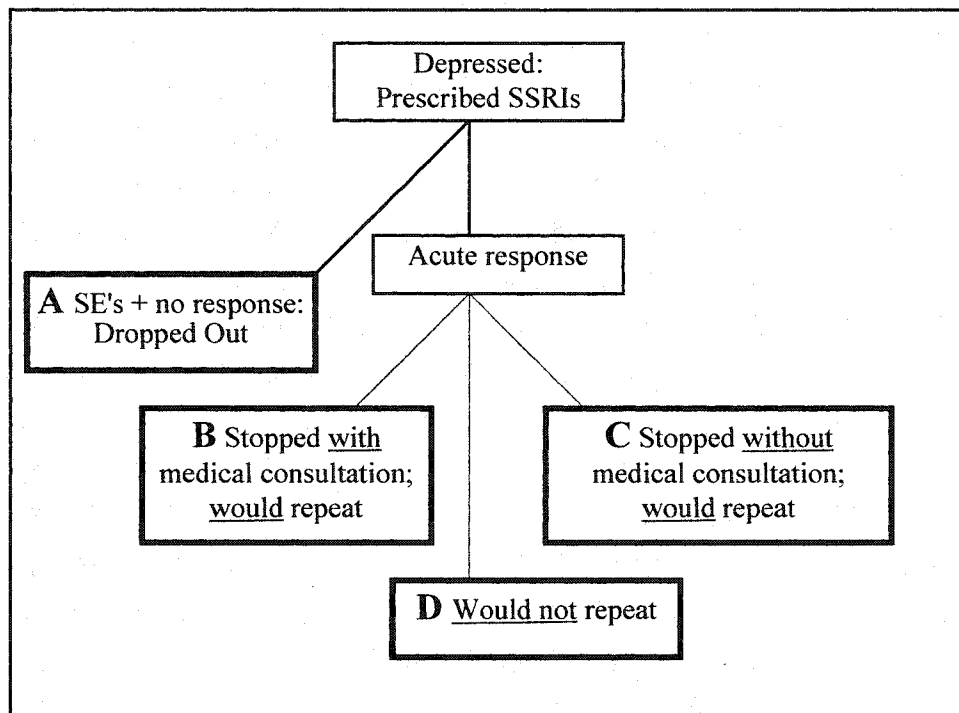 Depressed:
Prescribed SSRIs
Acute response
A SE's + no response:
Dropped Out
B Stopped with
medical consultation;
would repeat
C Stopped without
medical consultation;
would repeat
D Would not repeat